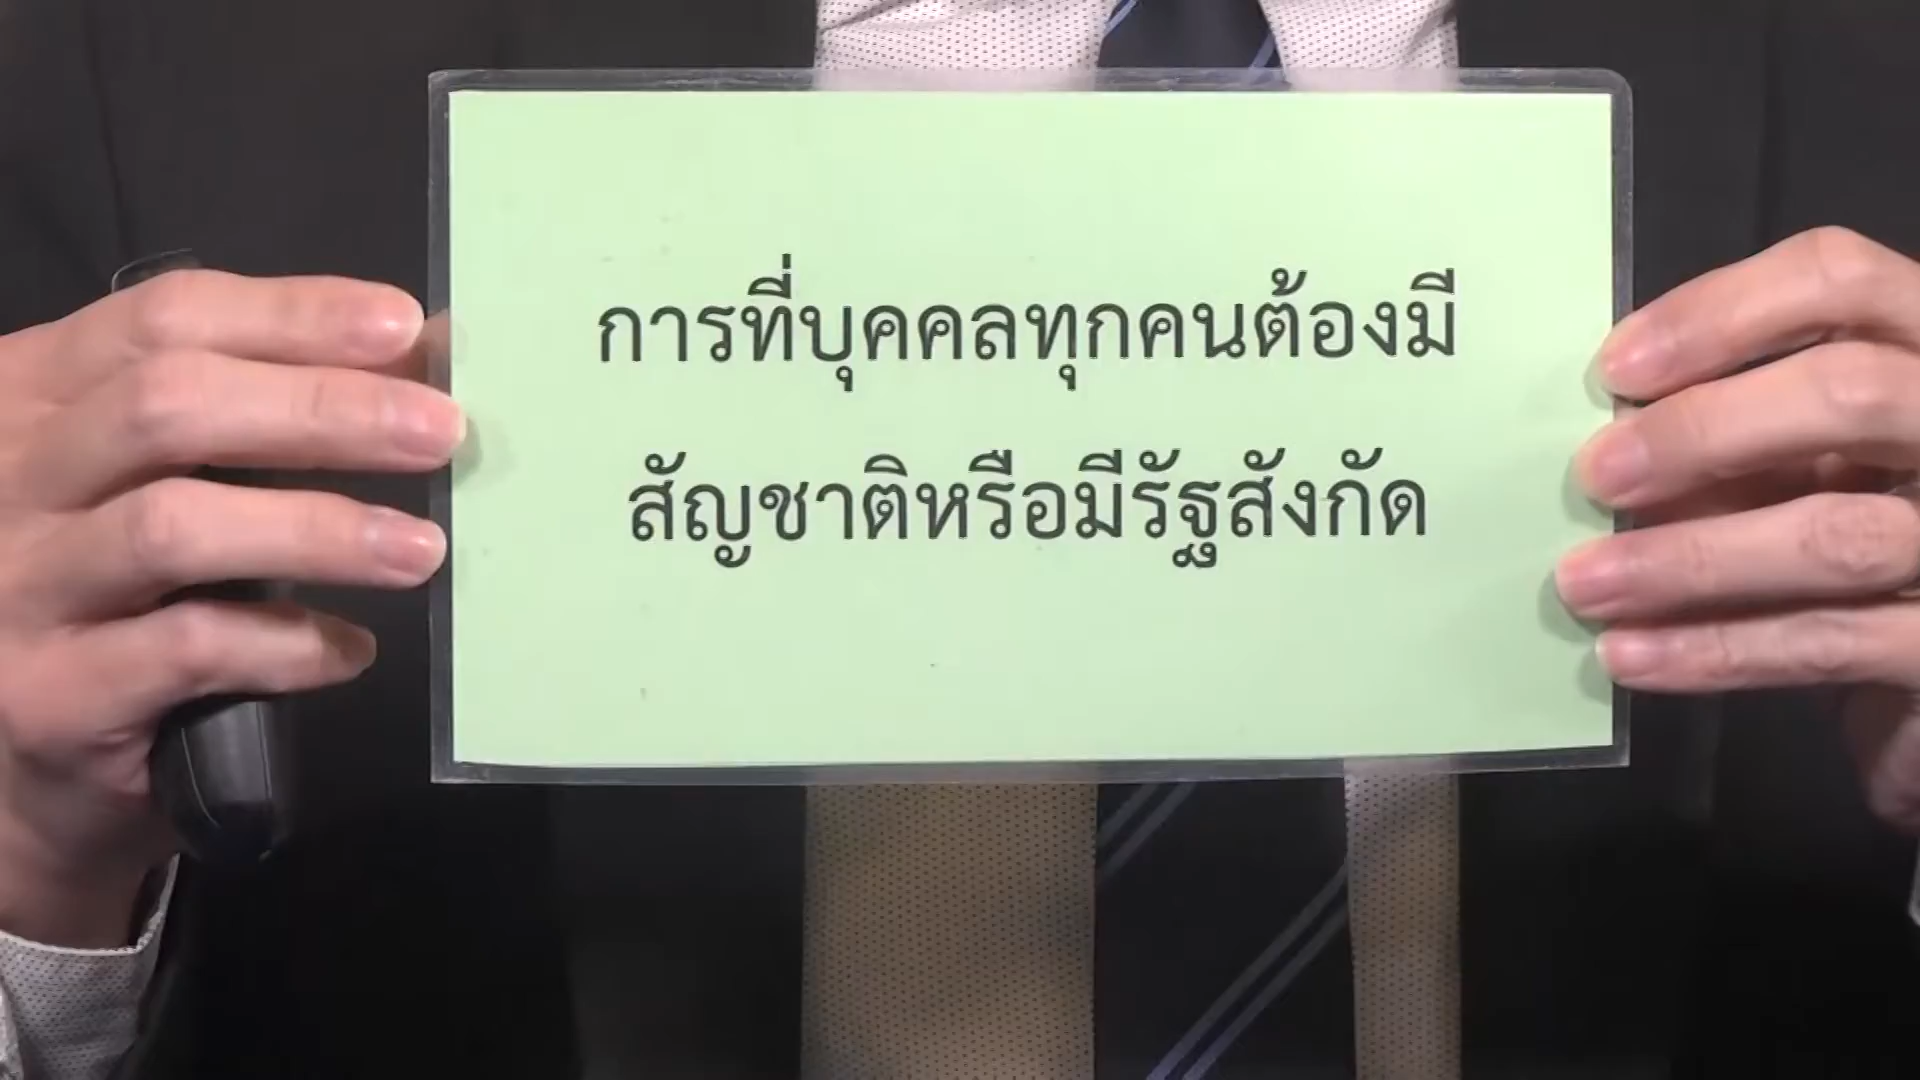 การที่บุคคลทุกคนต้องมี
สัญชาติหรือมีรัฐสังกัด